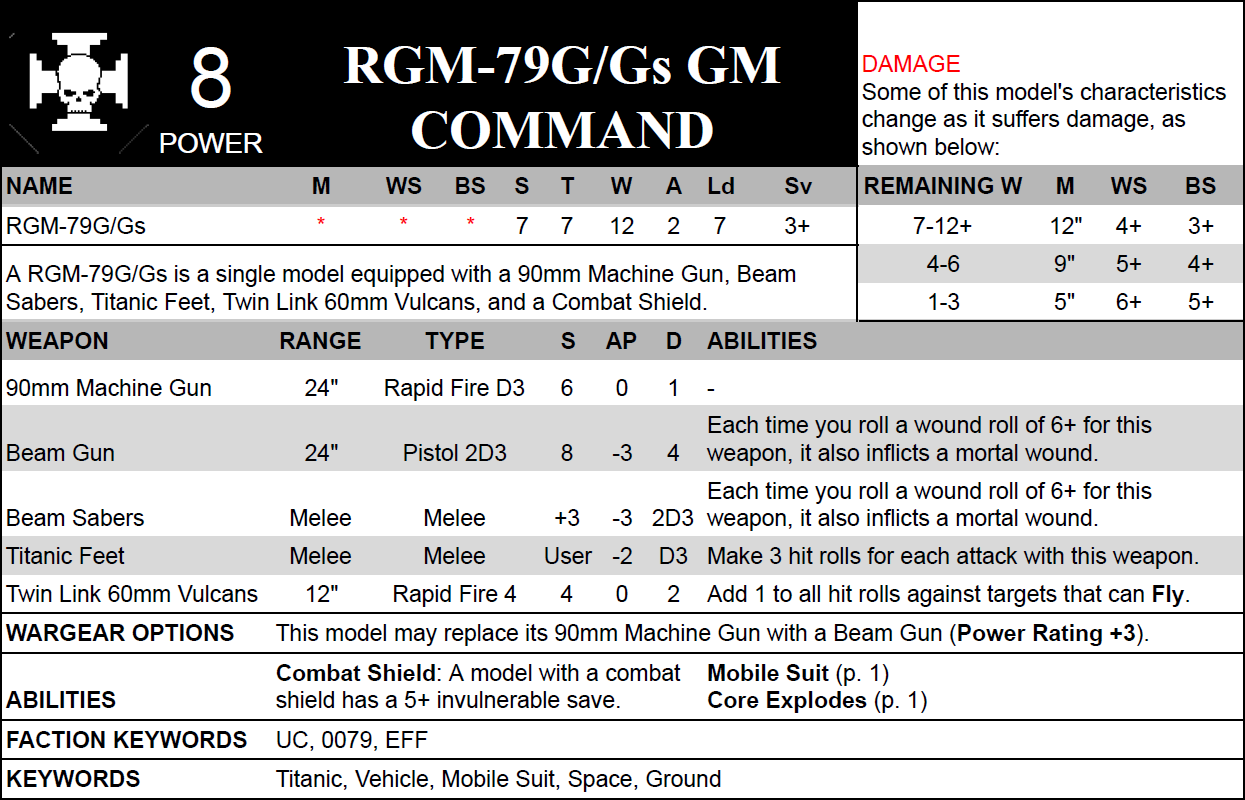 8
POWER
RGM-79G/Gs GM
COMMAND
DAMAGE
Some of this model's characteristics
change as it suffers damage, as
shown below:
NAME M WS BS S T W A Ld Sv
RGM-79G/Gs * * * 7 7 12 2 7 3+
REMAINING W M WS BS
7-12+ 12" 4+ 3+
4-6 9" 5+ 4+
1-3 5" 6+ 5+
A RGM-79G/Gs is a single model equipped with a 90mm Machine Gun, Beam
Sabers, Titanic Feet, Twin Link 60mm Vulcans, and a Combat Shield.
WEAPON RANGE TYPE S AP D ABILITIES
90mm Machine Gun 24" Rapid Fire D3 6 0 1 -
Each time you roll a wound roll of 6+ for this
Beam Gun 24" Pistol 2D3 8 -3 4 weapon, it also inflicts a mortal wound.
Each time you roll a wound roll of 6+ for this
Beam Sabers Melee Melee +3 -3 2D3 weapon, it also inflicts a mortal wound.
Titanic Feet Melee Melee User -2 D3 Make 3 hit rolls for each attack with this weapon.
Twin Link 60mm Vulcans 12" Rapid Fire 4 4 0 2 Add 1 to all hit rolls against targets that can Fly.
WARGEAR OPTIONS This model may replace its 90mm Machine Gun with a Beam Gun (Power Rating +3).
Combat Shield: A model with a combat Mobile Suit (p. 1)
ABILITIES shield has a 5+ invulnerable save. Core Explodes (p. 1)
FACTION KEYWORDS UC, 0079, EFF
KEYWORDS Titanic, Vehicle, Mobile Suit, Space, Ground